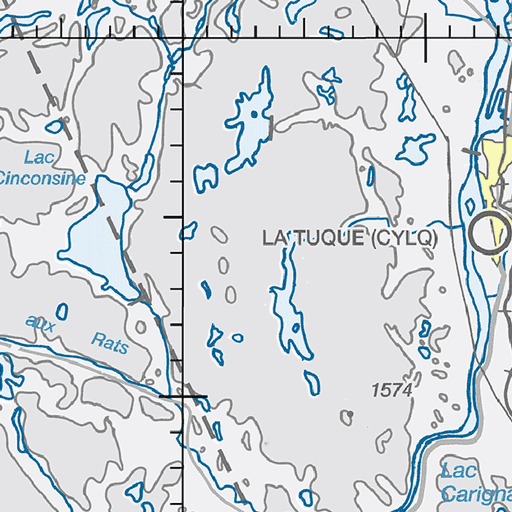 Lac
Cinconsine
LA TUQUE (CYLQ)
aux
Rats
1574
Lac
Carigna